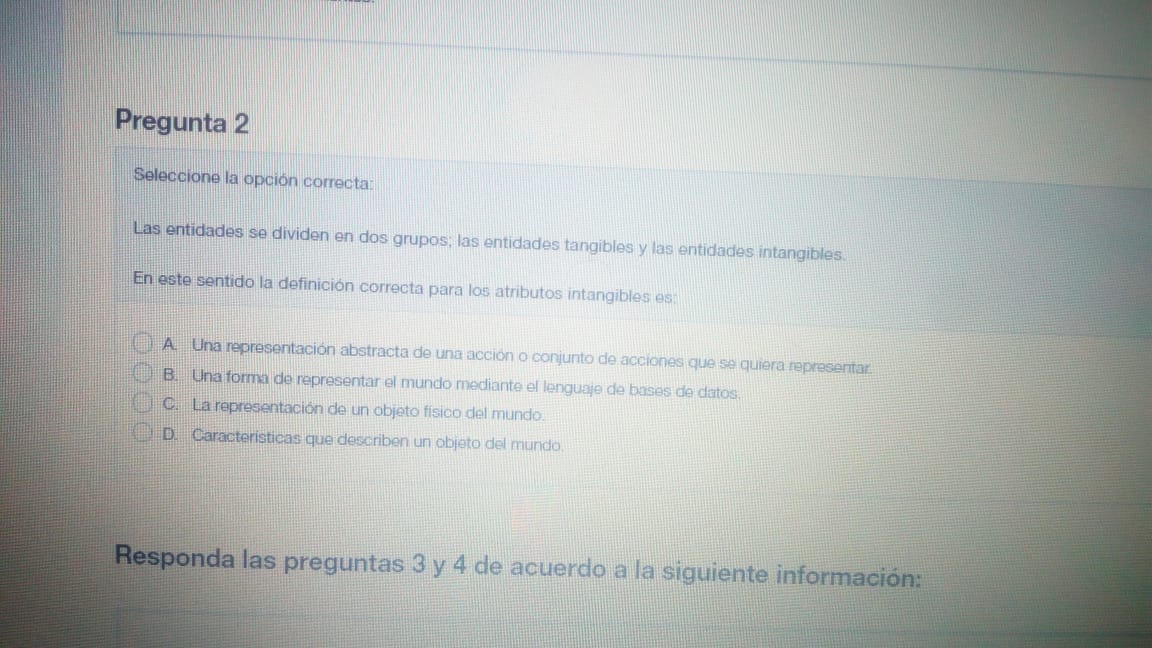 Pregunta 2
Seleccione la opción correcta:
Las entidades se dividen en dos grupos; las entidades tangibles y las entidades intangibles.
En este sentido la definición correcta para los atributos intangibles es:
A. Una representación abstracta de una acción o conjunto de acciones que se quiera representar.
B. Una forma de representar el mundo mediante el lenguaje de bases de datos.
C. La representación de un objeto físico del mundo.
D. Características que describen un objeto del mundo.
Responda las preguntas 3 y 4 de acuerdo a la siguiente información: